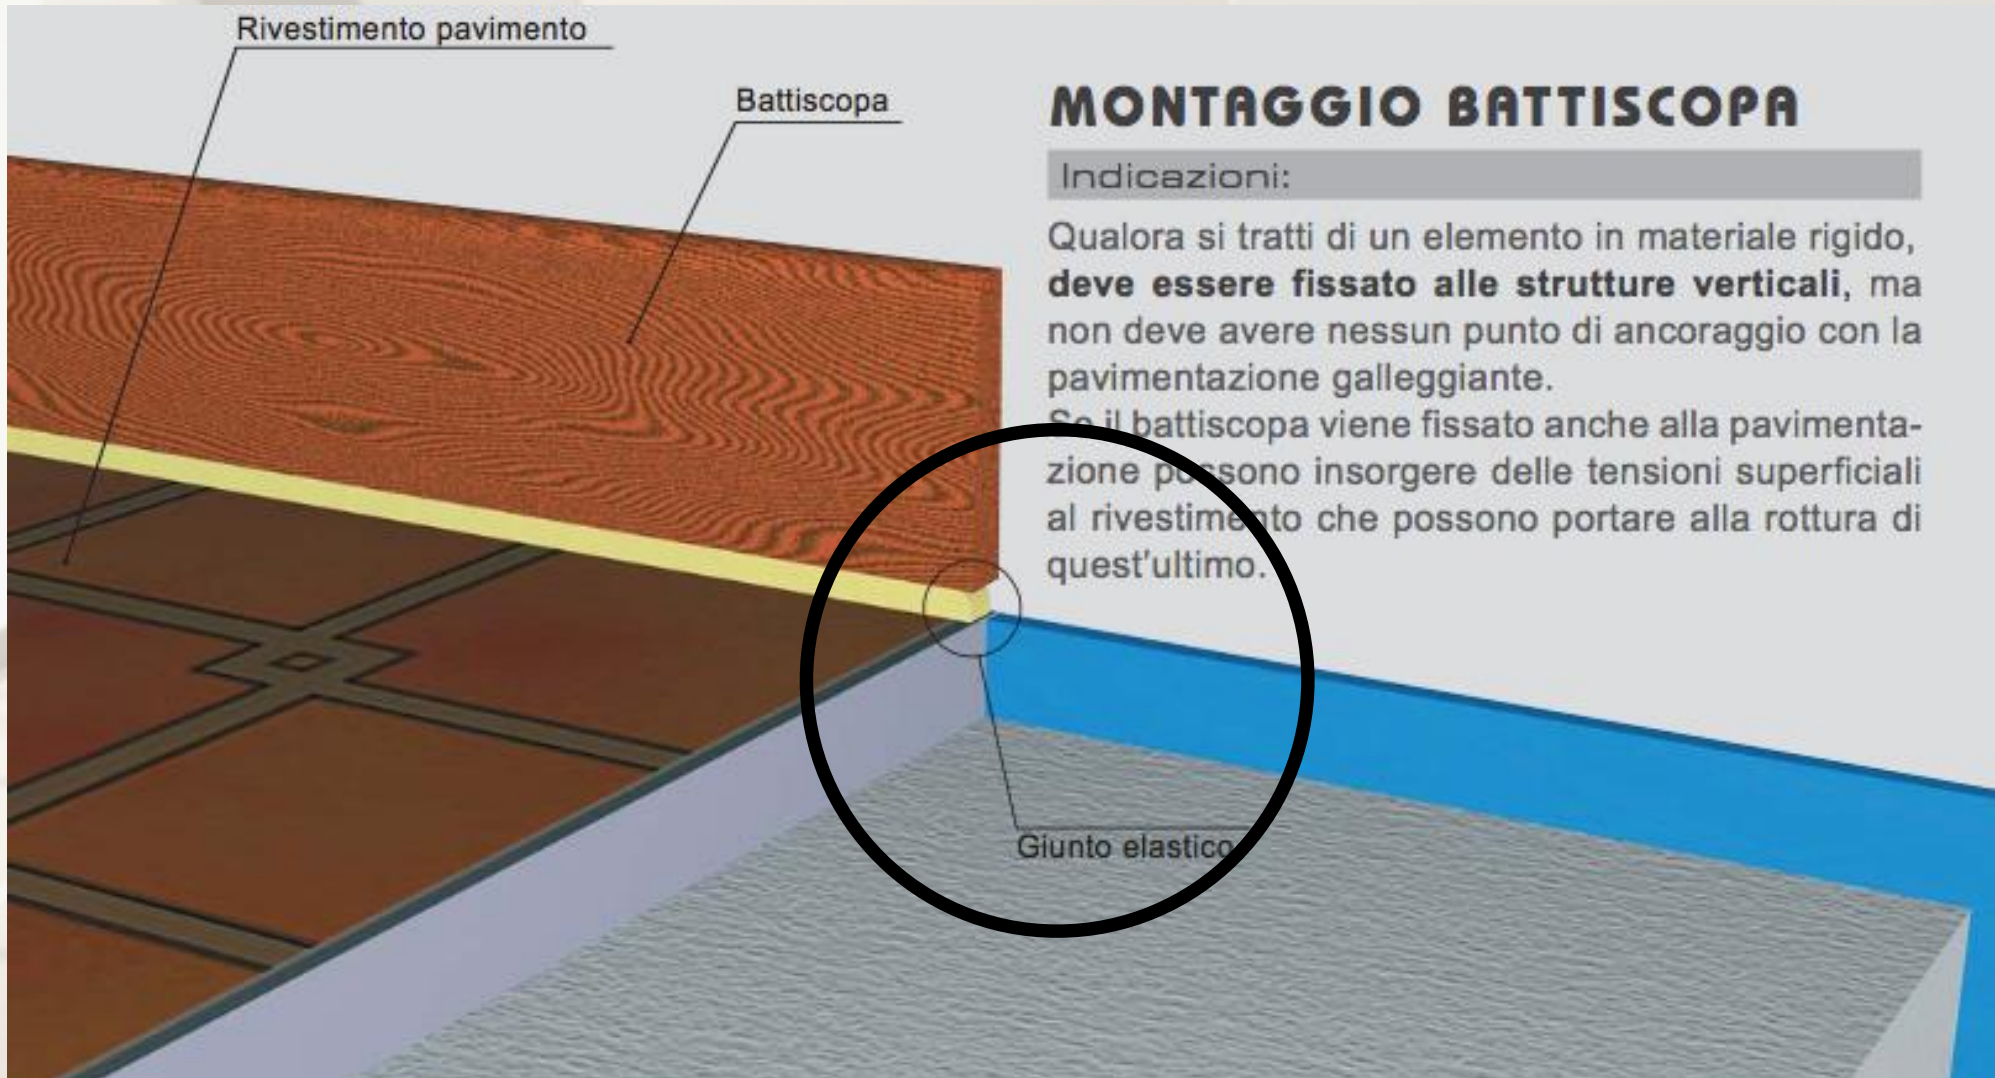 Rivestimento pavimento
Battiscopa
MONTAGGIO BATTISCOPA
Indicazioni:
Qualora si tratti di un elemento in materiale rigido,
deve essere fissato alle strutture verticali, ma
non deve avere nessun punto di ancoraggio con la
pavimentazione galleggiante.
Se il battiscopa viene fissato anche alla pavimenta-
zione possono insorgere delle tensioni superficiali
al rivestimento che possono portare alla rottura di
quest'ultimo.
Giunto elastico